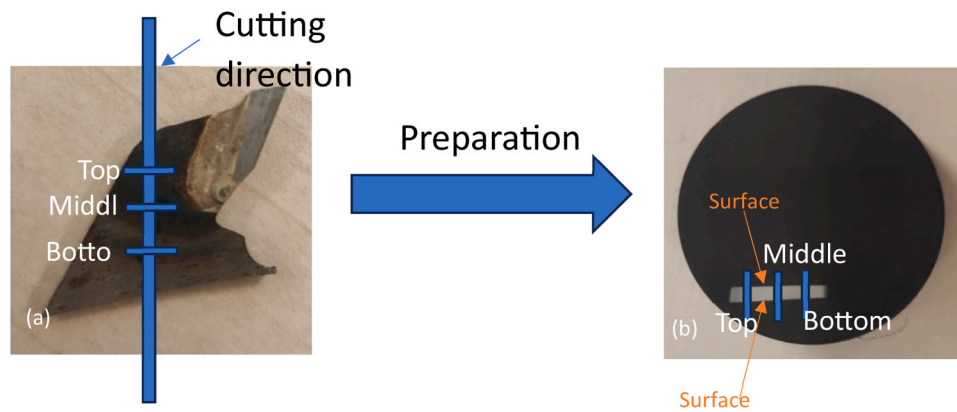 Cutting
direction
Top
Middl
Botto
(a)
Preparation
Surface
Middle
Top
Bottom
(b)
Surface